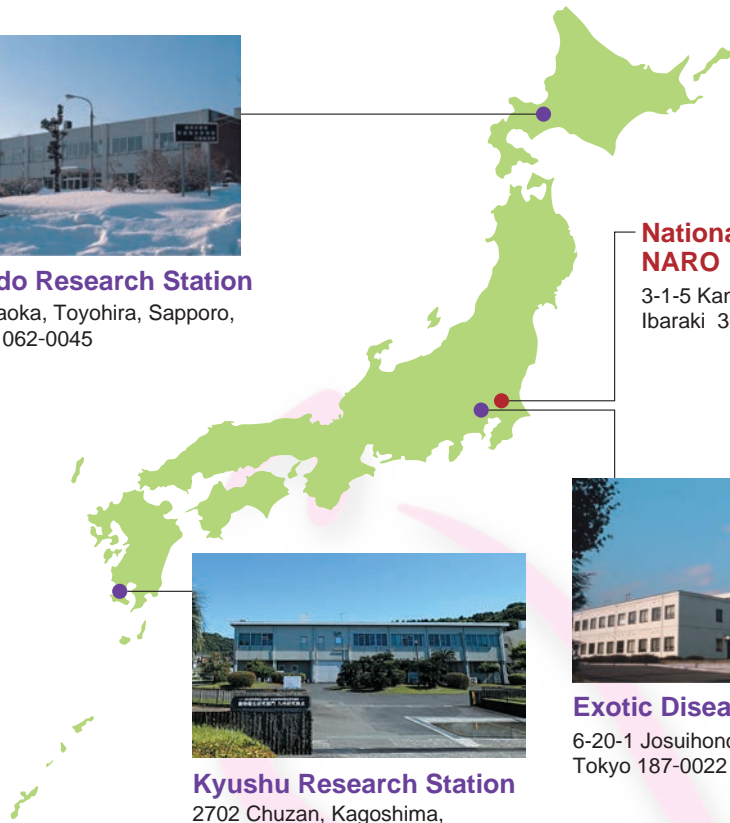 do Research Station
aoka, Toyohira, Sapporo,
062-0045
Nationa
NARO
3-1-5 Kan
Ibaraki 3
Exotic Disea
6-20-1 Josuihond
Tokyo 187-0022
Kyushu Research Station
2702 Chuzan, Kagoshima,